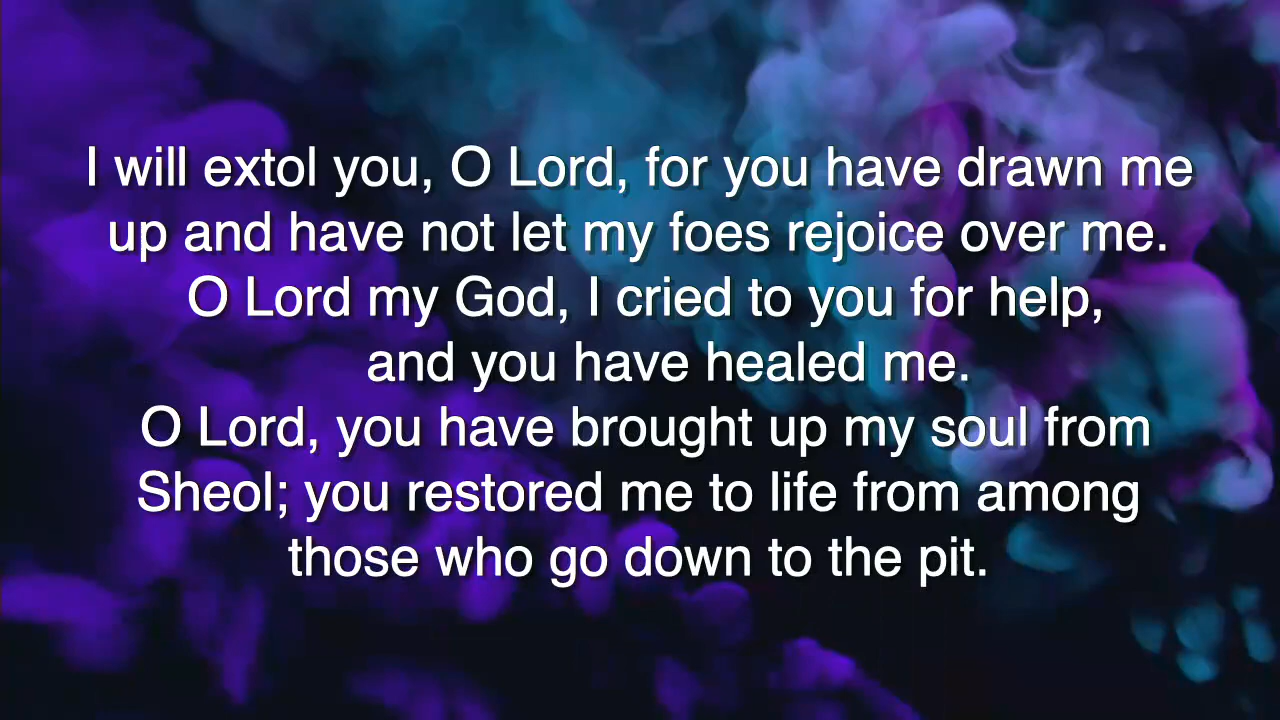 I will extol you, O Lord, for you have drawn me
up and have not let my foes rejoice over me.
O Lord my God, I cried to you for help,
and you have healed me.
O Lord, you have brought up my soul from
Sheol; you restored me to life from among
those who go down to the pit.